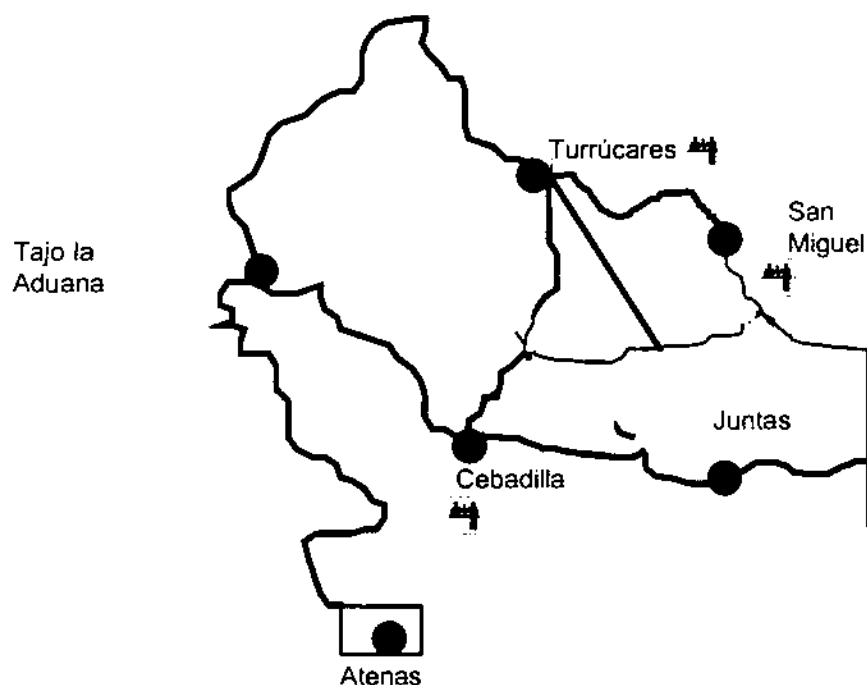 Turrúcares
San
Miguel
Tajo la
Aduana
Juntas
Cebadilla
Atenas